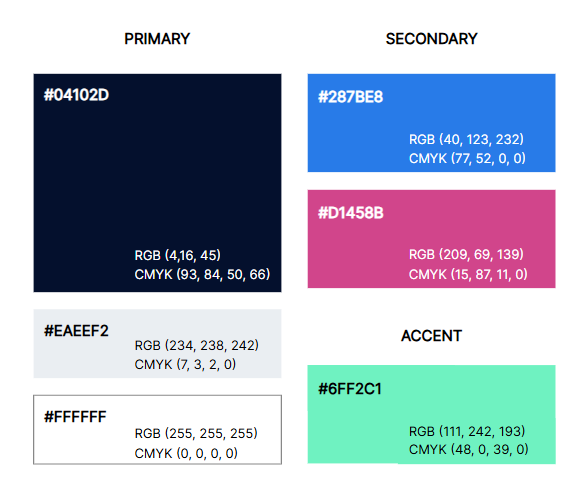 PRIMARY
#04102D
RGB (4,16, 45)
CMYK (93, 84, 50, 66)
#EAEEF2
RGB (234, 238, 242)
CMYK (7, 3, 2, 0)
#FFFFFF
RGB (255, 255, 255)
CMYK (0, 0, 0, 0)
SECONDARY
#287BE8
RGB (40, 123, 232)
CMYK (77, 52, 0, 0)
#D1458B
RGB (209, 69, 139)
CMYK (15, 87, 11, 0)
ACCENT
#6FF2C1
RGB (111, 242, 193)
CMYK (48, 0, 39, 0)